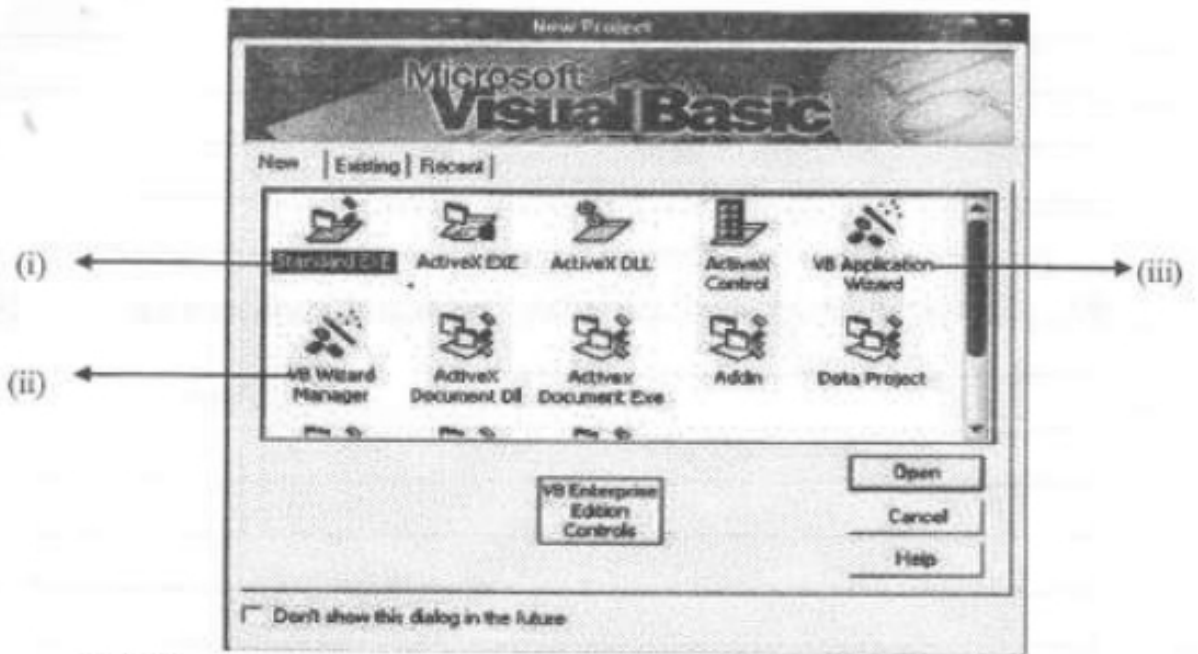 New Project
Microsoft
Visual Basic
New Existing Recent
Standard EXE ActiveX EXE ActiveX DLL ActiveX Control VB Application Wizard
(i) (iii)
VB Wizard Manager ActiveX Document Dll ActiveX Document Exe Addin Data Project
(ii)
VB Enterprise Edition Controls
Open
Cancel
Help
Don't show this dialog in the future